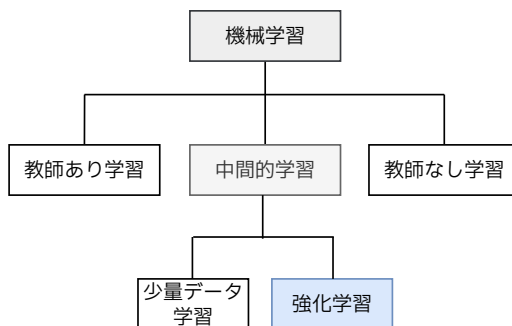 機械学習
教師あり学習
中間的学習
教師なし学習
少量データ
学習
強化学習